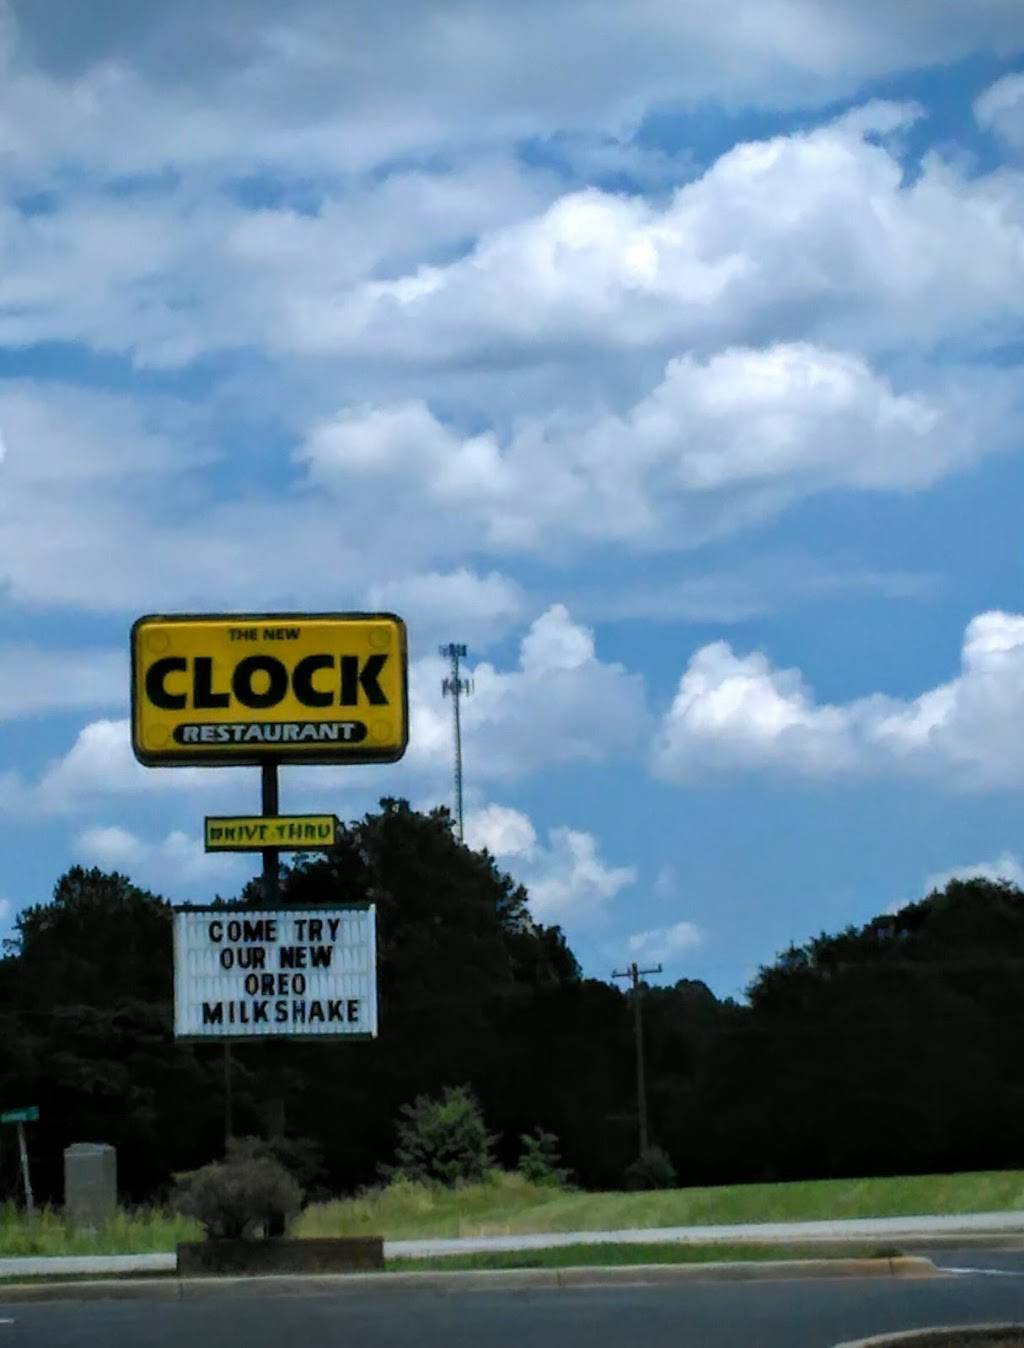 THE NEW
CLOCK
RESTAURANT
DRIVE-THRU
COME TRY
OUR NEW
OREO
MILKSHAKE